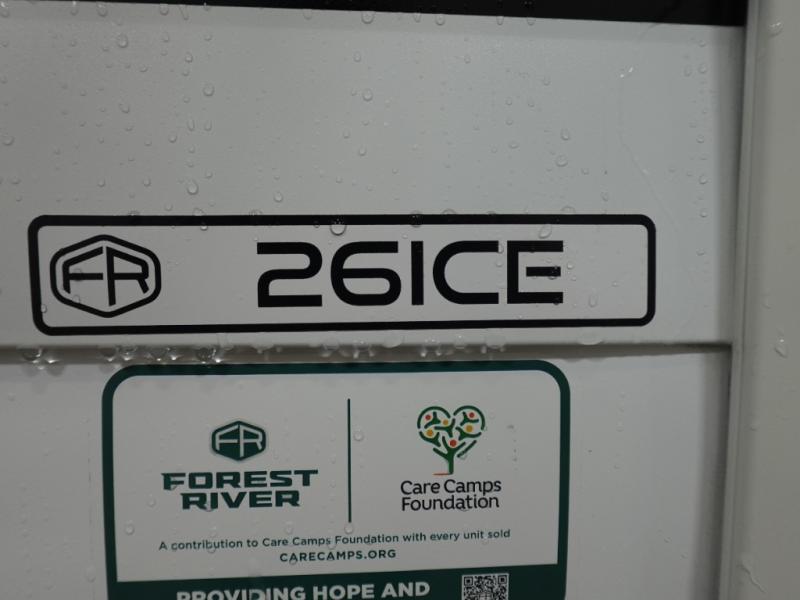 FR 26ICE
FR
FOREST
RIVER
Care Camps
Foundation
A contribution to Care Camps Foundation with every unit sold
CARECAMPS.ORG
PROVIDING HOPE AND